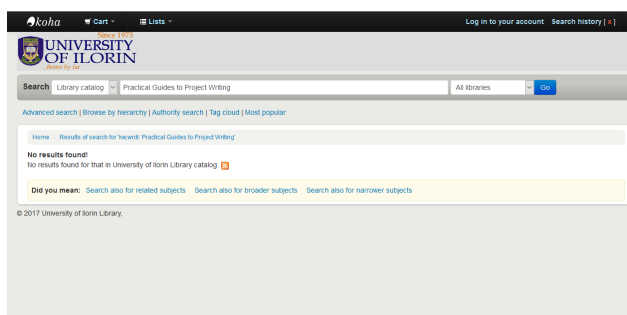 koha Cart Lists Log in to your account Search history [ x ]
Since 1975
UNIVERSITY
OF ILORIN
...Better by far
Search Library catalog Practical Guides to Project Writing All libraries Go
Advanced search | Browse by hierarchy | Authority search | Tag cloud | Most popular
Home › Results of search for 'kw,wrdl: Practical Guides to Project Writing'
No results found!
No results found for that in University of Ilorin Library catalog.
Did you mean: Search also for related subjects Search also for broader subjects Search also for narrower subjects
© 2017 University of Ilorin Library,